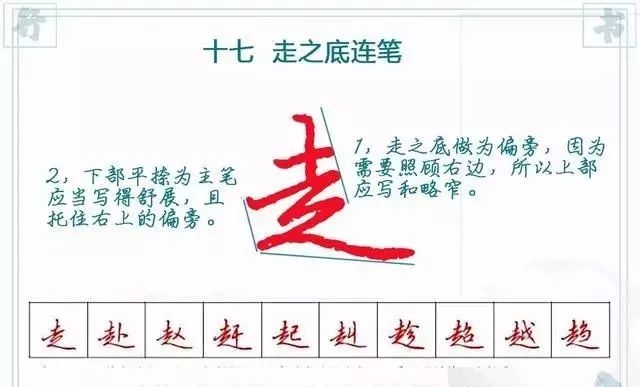 行
书
十七 走之底连笔
走
1，走之底做为偏旁，因为
需要照顾右边，所以上部
应写和略窄。
2，下部平捺为主笔
应当写得舒展，且
托住右上的偏旁。
走 赴 赵 赶 起 赳 趁 超 越 趋